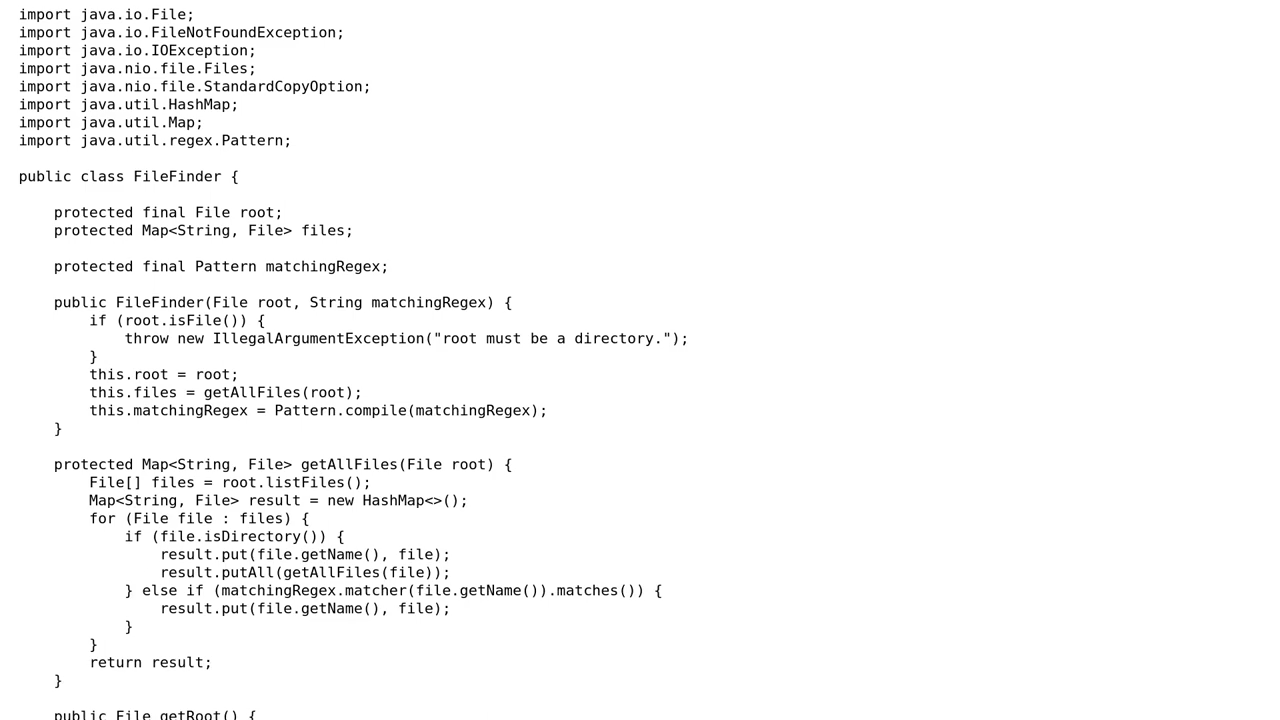 import java.io.File;
import java.io.FileNotFoundException;
import java.io.IOException;
import java.nio.file.Files;
import java.nio.file.StandardCopyOption;
import java.util.HashMap;
import java.util.Map;
import java.util.regex.Pattern;

public class FileFinder {

    protected final File root;
    protected Map<String, File> files;

    protected final Pattern matchingRegex;

    public FileFinder(File root, String matchingRegex) {
        if (root.isFile()) {
            throw new IllegalArgumentException("root must be a directory.");
        }
        this.root = root;
        this.files = getAllFiles(root);
        this.matchingRegex = Pattern.compile(matchingRegex);
    }

    protected Map<String, File> getAllFiles(File root) {
        File[] files = root.listFiles();
        Map<String, File> result = new HashMap<>();
        for (File file : files) {
            if (file.isDirectory()) {
                result.put(file.getName(), file);
                result.putAll(getAllFiles(file));
            } else if (matchingRegex.matcher(file.getName()).matches()) {
                result.put(file.getName(), file);
            }
        }
        return result;
    }

    public File getRoot() {